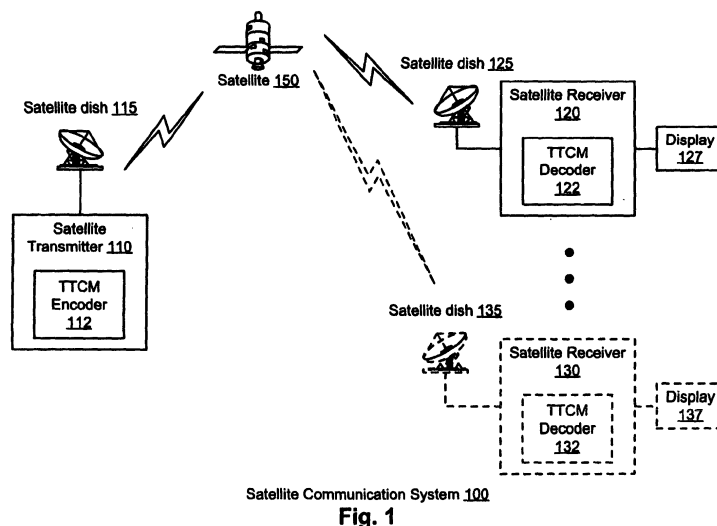 Satellite 150
Satellite dish 125
Satellite dish 115
Satellite Receiver
120
TTCM
Decoder
122
Display
127
Satellite
Transmitter 110
TTCM
Encoder
112
Satellite dish 135
Satellite Receiver
130
TTCM
Decoder
132
Display
137
Satellite Communication System 100
Fig. 1